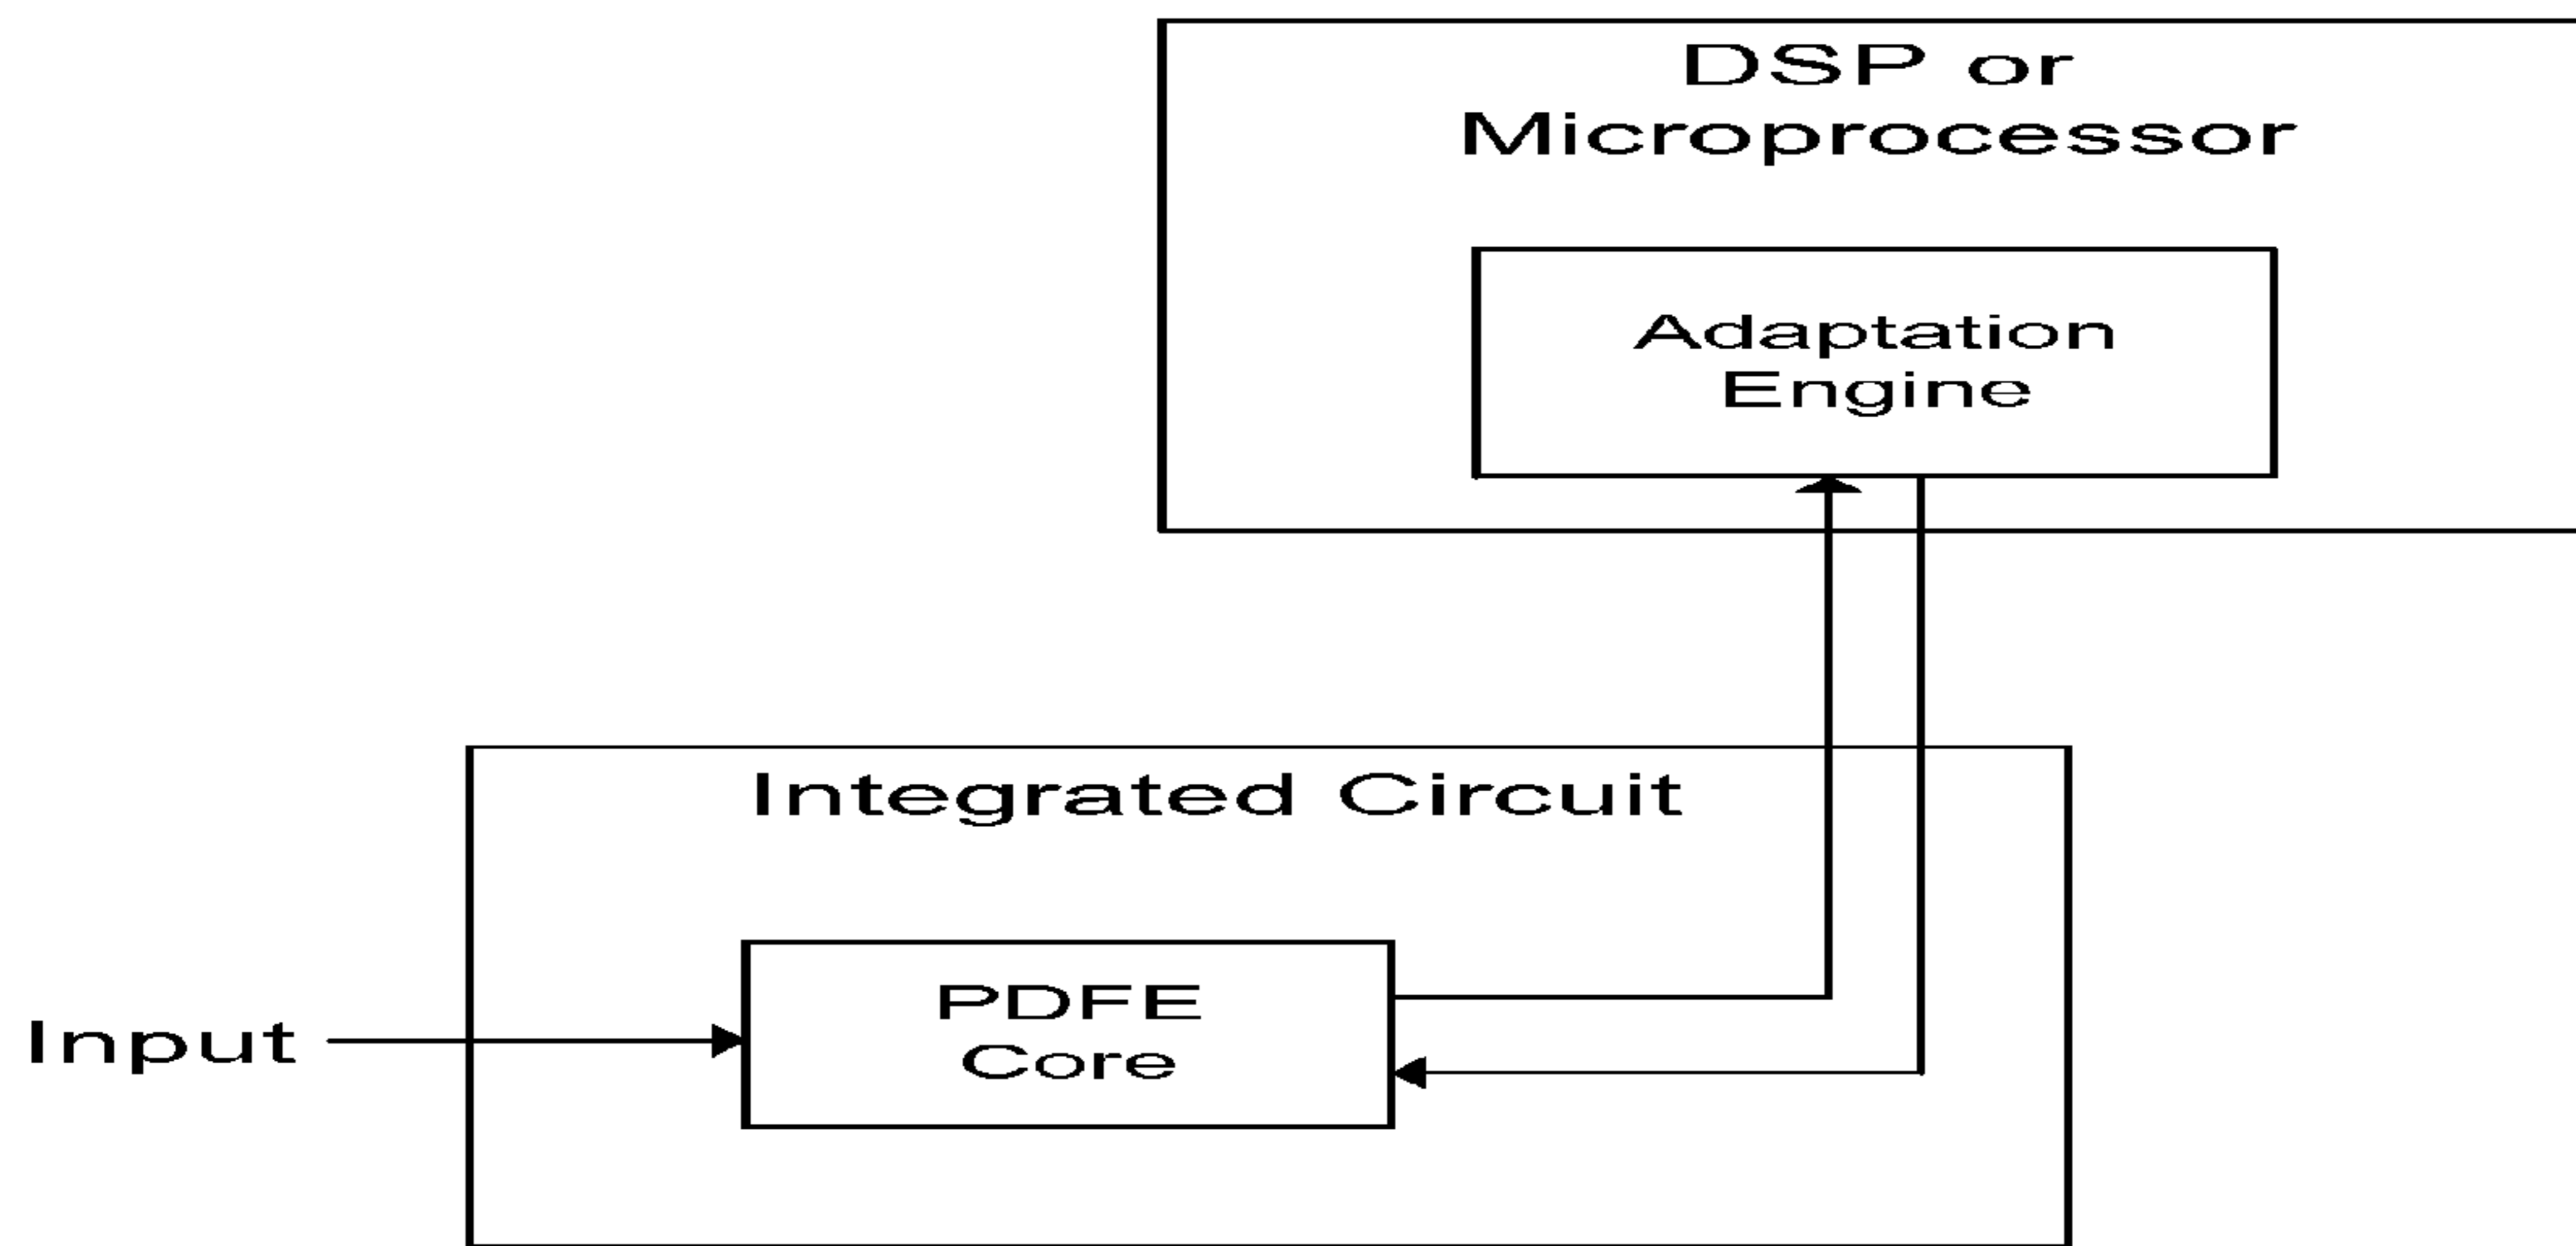 DSP or
Microprocessor
Adaptation
Engine
Integrated Circuit
PDFE
Core
Input